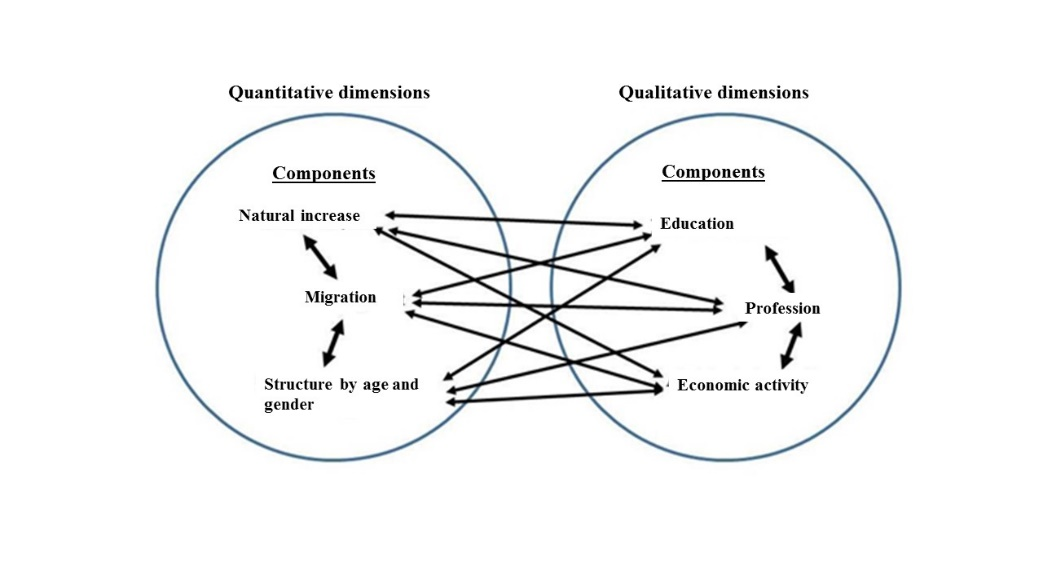 Quantitative dimensions
Qualitative dimensions
Components
Components
Natural increase
Education
Migration
Profession
Structure by age and
gender
Economic activity